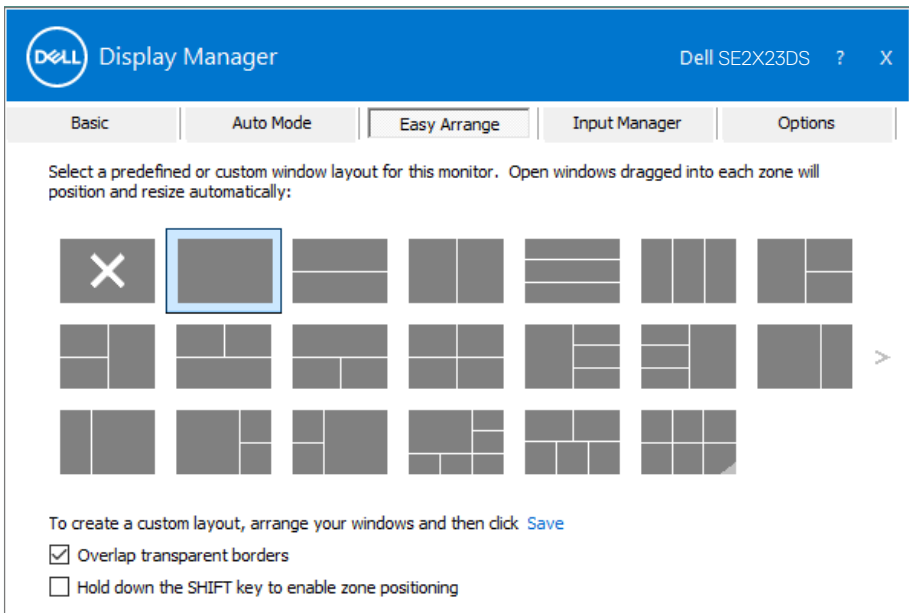 DELL Display Manager Dell SE2X23DS ? X
Basic Auto Mode Easy Arrange Input Manager Options
Select a predefined or custom window layout for this monitor. Open windows dragged into each zone will
position and resize automatically:
>
To create a custom layout, arrange your windows and then click Save
Overlap transparent borders
Hold down the SHIFT key to enable zone positioning